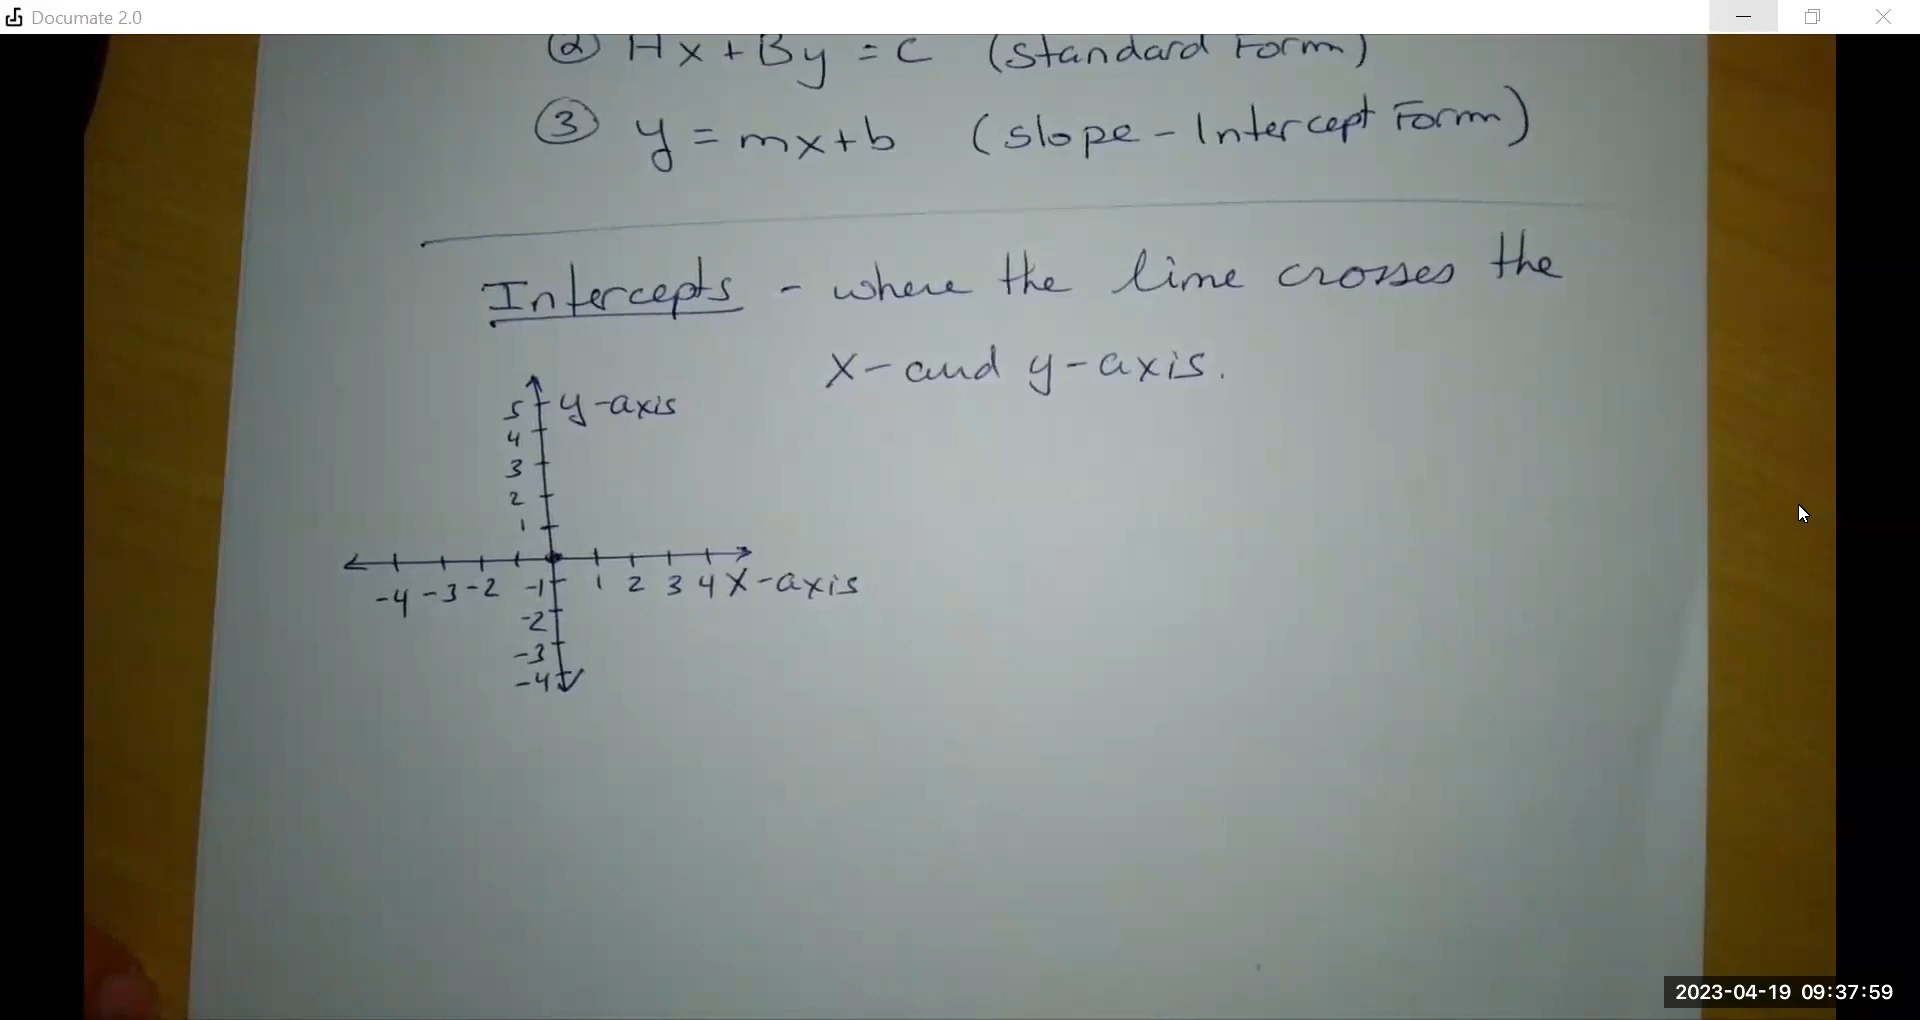 Documate 2.0
② Ax + By = C (Standard Form)
③ y = mx + b (slope - Intercept Form)
Intercepts - where the line crosses the
x- and y-axis.
5 y-axis
4
3
2
1
-4 -3 -2 -1 1 2 3 4 X-axis
-2
-3
-4
2023-04-19 09:37:59